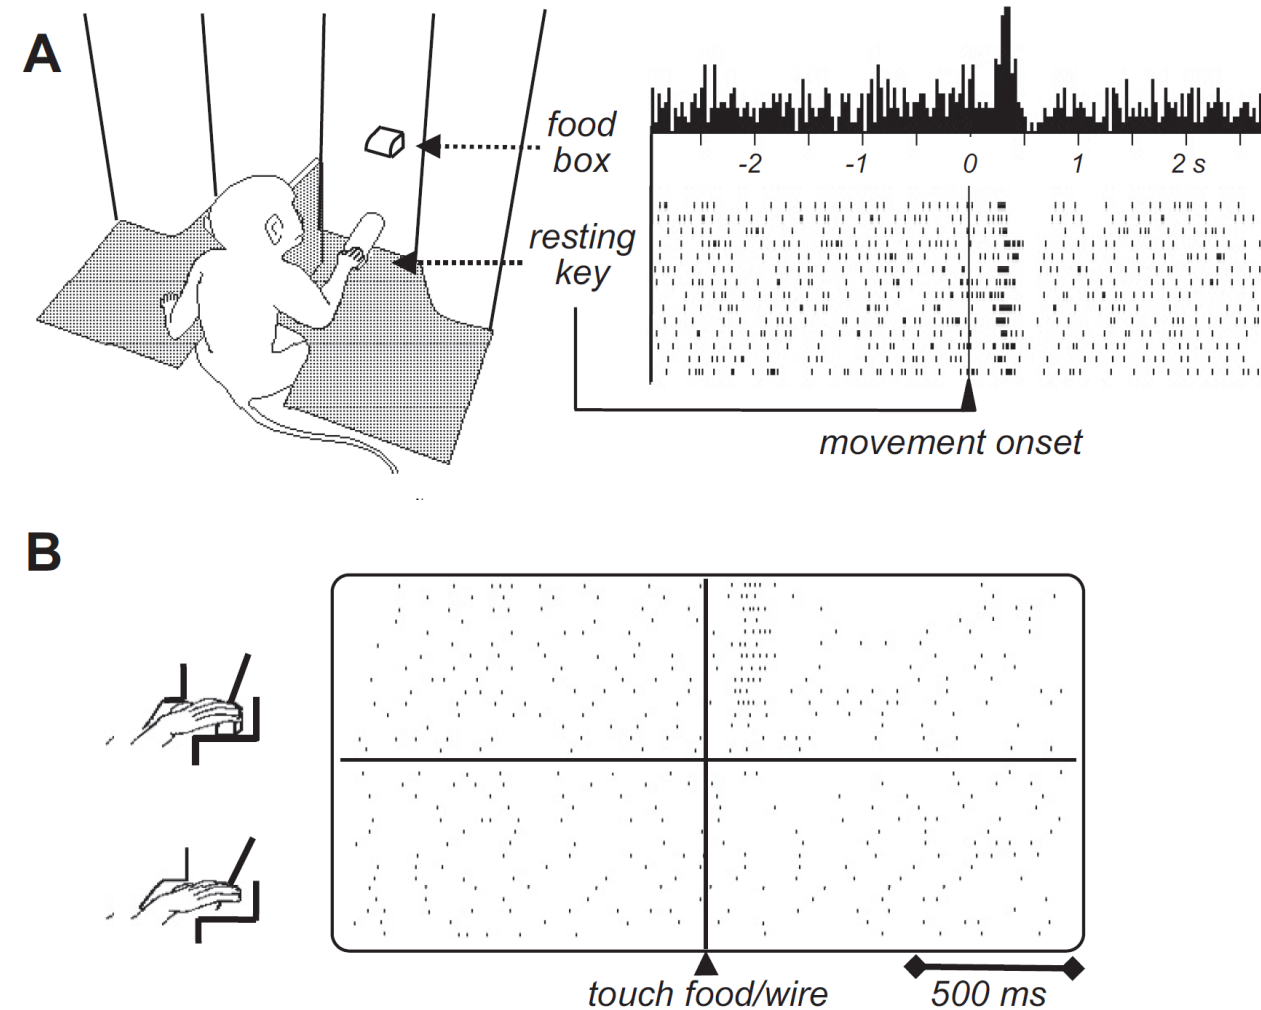 A
food
box
resting
key
-2 -1 0 1 2 s
movement onset
B
touch food/wire
500 ms